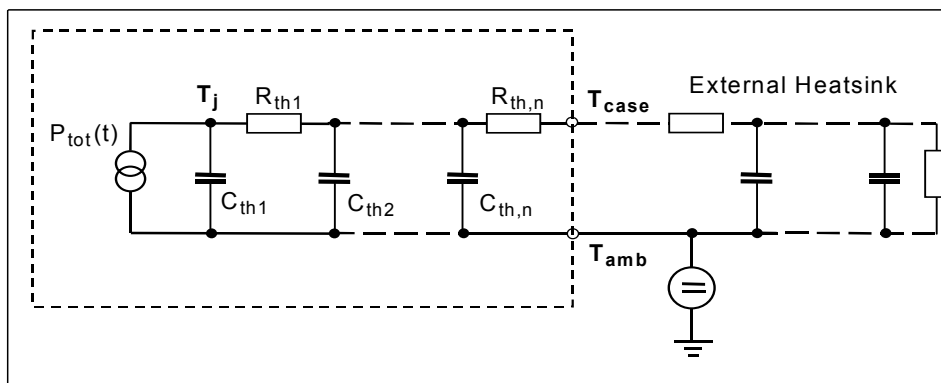 External Heatsink
T_j
R_th1
R_th,n
T_case
P_tot(t)
C_th1
C_th2
C_th,n
T_amb